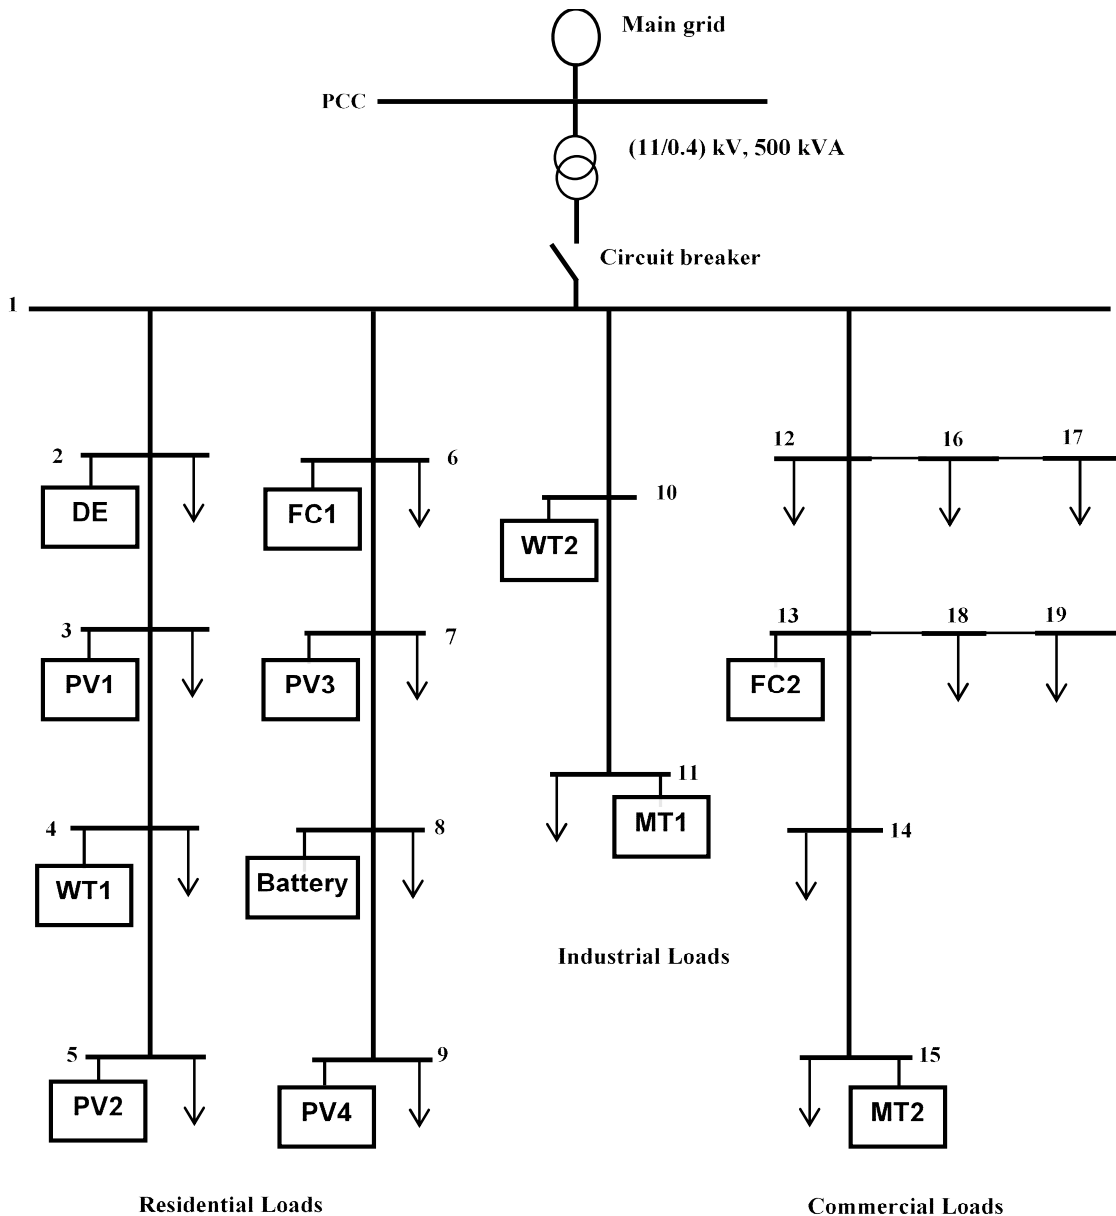 Main grid
PCC
(11/0.4) kV, 500 kVA
Circuit breaker
1
2
DE
6
FC1
10
WT2
12
16
17
3
PV1
7
PV3
13
FC2
18
19
11
MT1
4
WT1
8
Battery
14
Industrial Loads
5
PV2
9
PV4
15
MT2
Residential Loads
Commercial Loads